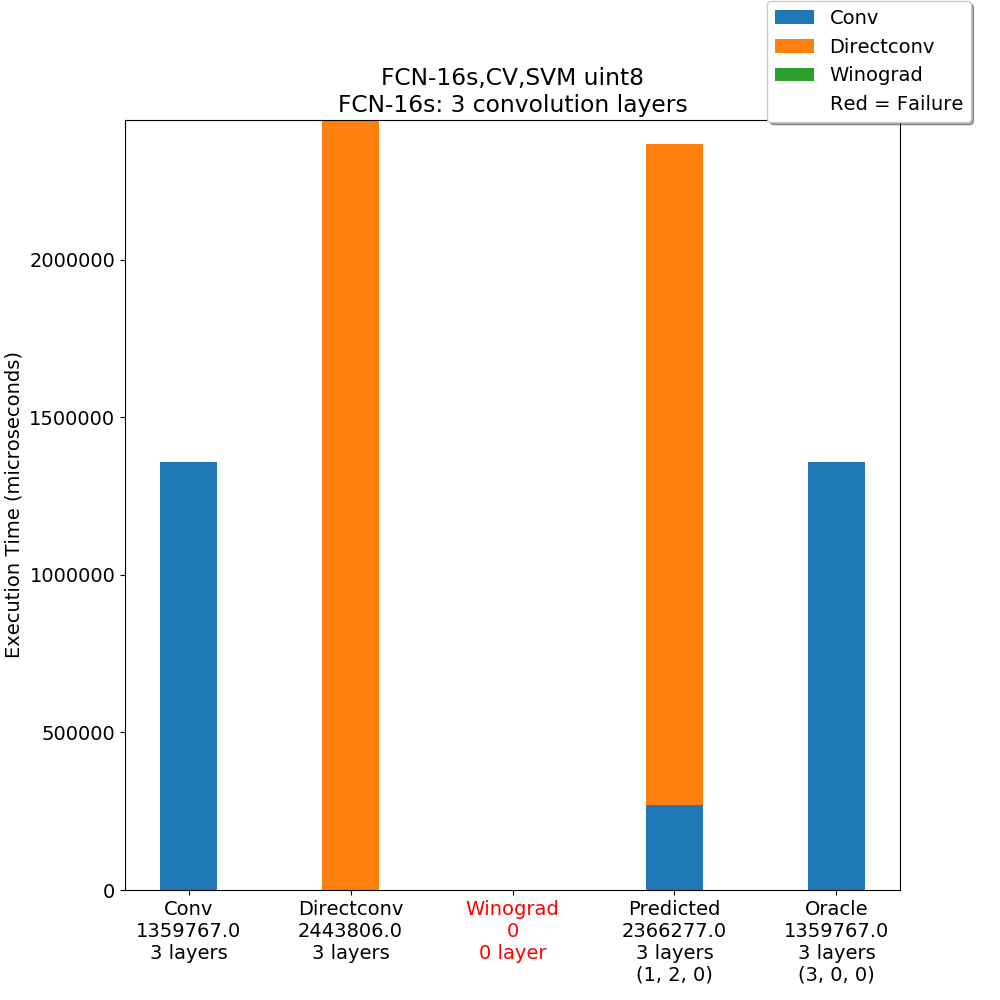 Conv
Directconv
Winograd
Red = Failure
FCN-16s,CV,SVM uint8
FCN-16s: 3 convolution layers
Execution Time (microseconds)
2000000
1500000
1000000
500000
0
Conv
1359767.0
3 layers
Directconv
2443806.0
3 layers
Winograd
0
0 layer
Predicted
2366277.0
3 layers
(1, 2, 0)
Oracle
1359767.0
3 layers
(3, 0, 0)